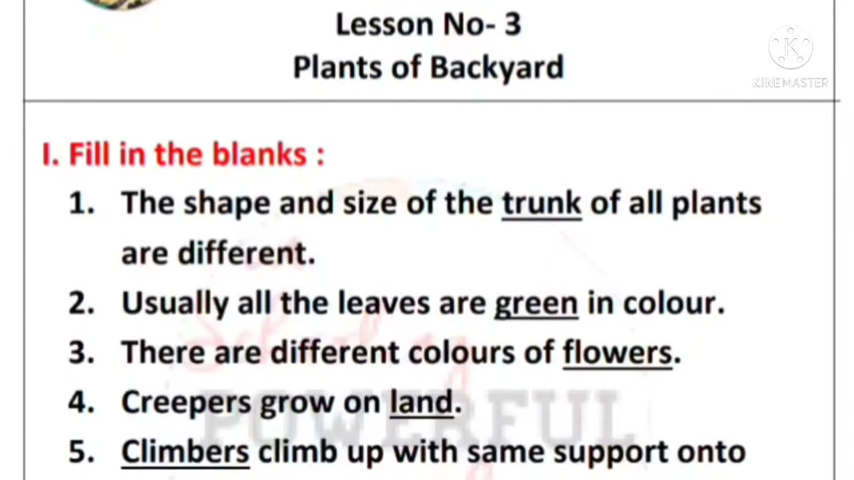 Lesson No- 3
Plants of Backyard
KINEMASTER
I. Fill in the blanks :
1. The shape and size of the trunk of all plants
are different.
2. Usually all the leaves are green in colour.
3. There are different colours of flowers.
4. Creepers grow on land.
5. Climbers climb up with same support onto
POWERFUL